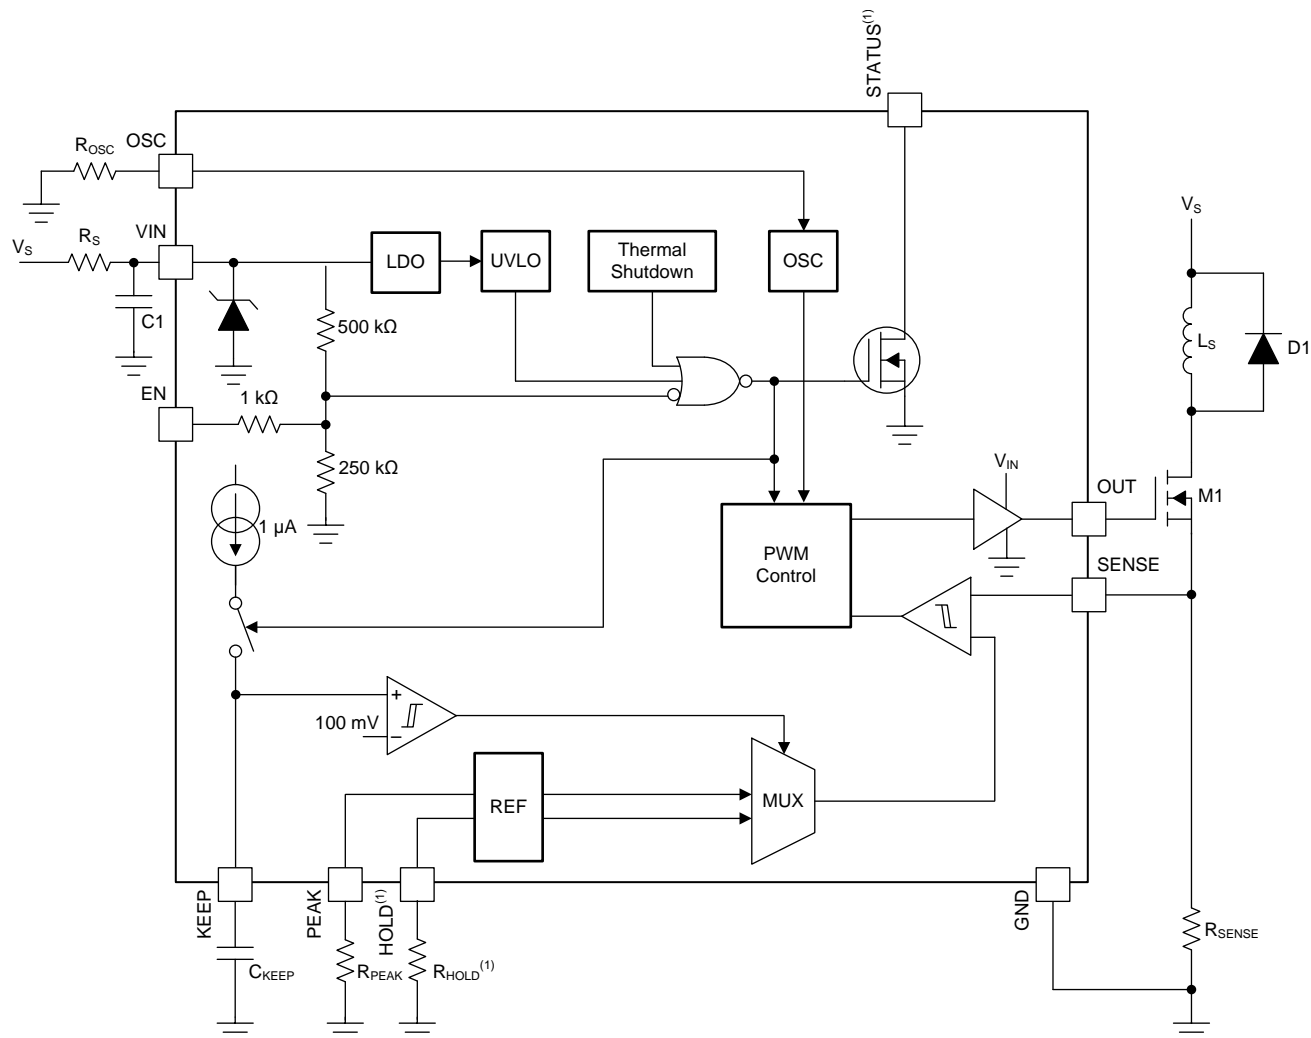 STATUS(1)
OSC
ROSC
VIN
VS
RS
C1
LDO
UVLO
Thermal
Shutdown
OSC
VS
500 kΩ
LS
D1
EN
1 kΩ
250 kΩ
VIN
OUT
M1
1 µA
PWM
Control
SENSE
+
100 mV
−
REF
MUX
KEEP
PEAK
HOLD(1)
GND
CKEEP
RPEAK
RHOLD(1)
RSENSE